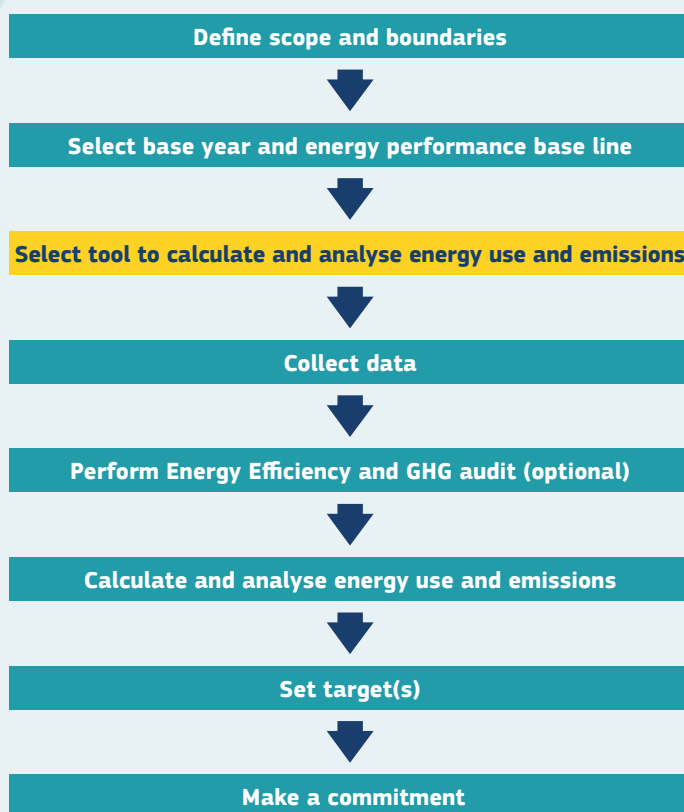 Define scope and boundaries
Select base year and energy performance base line
Select tool to calculate and analyse energy use and emissions
Collect data
Perform Energy Efficiency and GHG audit (optional)
Calculate and analyse energy use and emissions
Set target(s)
Make a commitment